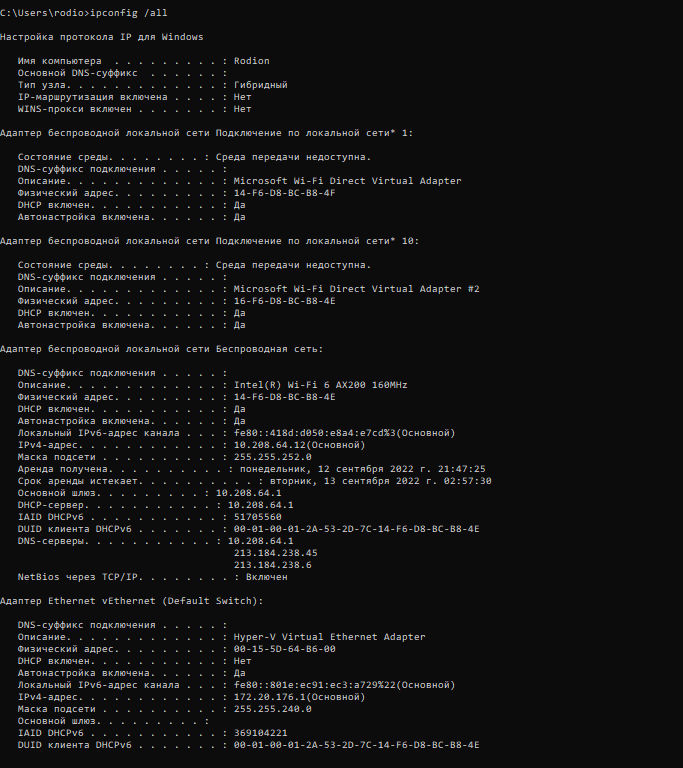 C:\Users\rodio>ipconfig /all
Настройка протокола IP для Windows
Имя компьютера . . . . . . . . . : Rodion
Основной DNS-суффикс . . . . . . :
Тип узла. . . . . . . . . . . . . : Гибридный
IP-маршрутизация включена . . . . : Нет
WINS-прокси включен . . . . . . . : Нет
Адаптер беспроводной локальной сети Подключение по локальной сети* 1:
Состояние среды. . . . . . . . : Среда передачи недоступна.
DNS-суффикс подключения . . . . . :
Описание. . . . . . . . . . . . . : Microsoft Wi-Fi Direct Virtual Adapter
Физический адрес. . . . . . . . . : 14-F6-D8-BC-B8-4F
DHCP включен. . . . . . . . . . . : Да
Автонастройка включена. . . . . . : Да
Адаптер беспроводной локальной сети Подключение по локальной сети* 10:
Состояние среды. . . . . . . . : Среда передачи недоступна.
DNS-суффикс подключения . . . . . :
Описание. . . . . . . . . . . . . : Microsoft Wi-Fi Direct Virtual Adapter #2
Физический адрес. . . . . . . . . : 16-F6-D8-BC-B8-4E
DHCP включен. . . . . . . . . . . : Да
Автонастройка включена. . . . . . : Да
Адаптер беспроводной локальной сети Беспроводная сеть:
DNS-суффикс подключения . . . . . :
Описание. . . . . . . . . . . . . : Intel(R) Wi-Fi 6 AX200 160MHz
Физический адрес. . . . . . . . . : 14-F6-D8-BC-B8-4E
DHCP включен. . . . . . . . . . . : Да
Автонастройка включена. . . . . . : Да
Локальный IPv6-адрес канала . . . : fe80::418d:d050:e8a4:e7cd%3(Основной)
IPv4-адрес. . . . . . . . . . . . : 10.208.64.12(Основной)
Маска подсети . . . . . . . . . . : 255.255.252.0
Аренда получена. . . . . . . . . . : понедельник, 12 сентября 2022 г. 21:47:25
Срок аренды истекает. . . . . . . . . . : вторник, 13 сентября 2022 г. 02:57:30
Основной шлюз. . . . . . . . . : 10.208.64.1
DHCP-сервер. . . . . . . . . . . : 10.208.64.1
IAID DHCPv6 . . . . . . . . . . . : 51705560
DUID клиента DHCPv6 . . . . . . . : 00-01-00-01-2A-53-2D-7C-14-F6-D8-BC-B8-4E
DNS-серверы. . . . . . . . . . . : 10.208.64.1
213.184.238.45
213.184.238.6
NetBios через TCP/IP. . . . . . . . : Включен
Адаптер Ethernet vEthernet (Default Switch):
DNS-суффикс подключения . . . . . :
Описание. . . . . . . . . . . . . : Hyper-V Virtual Ethernet Adapter
Физический адрес. . . . . . . . . : 00-15-5D-64-B6-00
DHCP включен. . . . . . . . . . . : Нет
Автонастройка включена. . . . . . : Да
Локальный IPv6-адрес канала . . . : fe80::801e:ec91:ec3:a729%22(Основной)
IPv4-адрес. . . . . . . . . . . . : 172.20.176.1(Основной)
Маска подсети . . . . . . . . . . : 255.255.240.0
Основной шлюз. . . . . . . . . :
IAID DHCPv6 . . . . . . . . . . . : 369104221
DUID клиента DHCPv6 . . . . . . . : 00-01-00-01-2A-53-2D-7C-14-F6-D8-BC-B8-4E